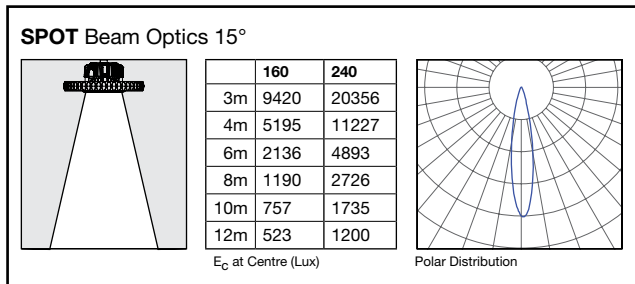 SPOT Beam Optics 15°
160 240
3m 9420 20356
4m 5195 11227
6m 2136 4893
8m 1190 2726
10m 757 1735
12m 523 1200
EC at Centre (Lux)
Polar Distribution